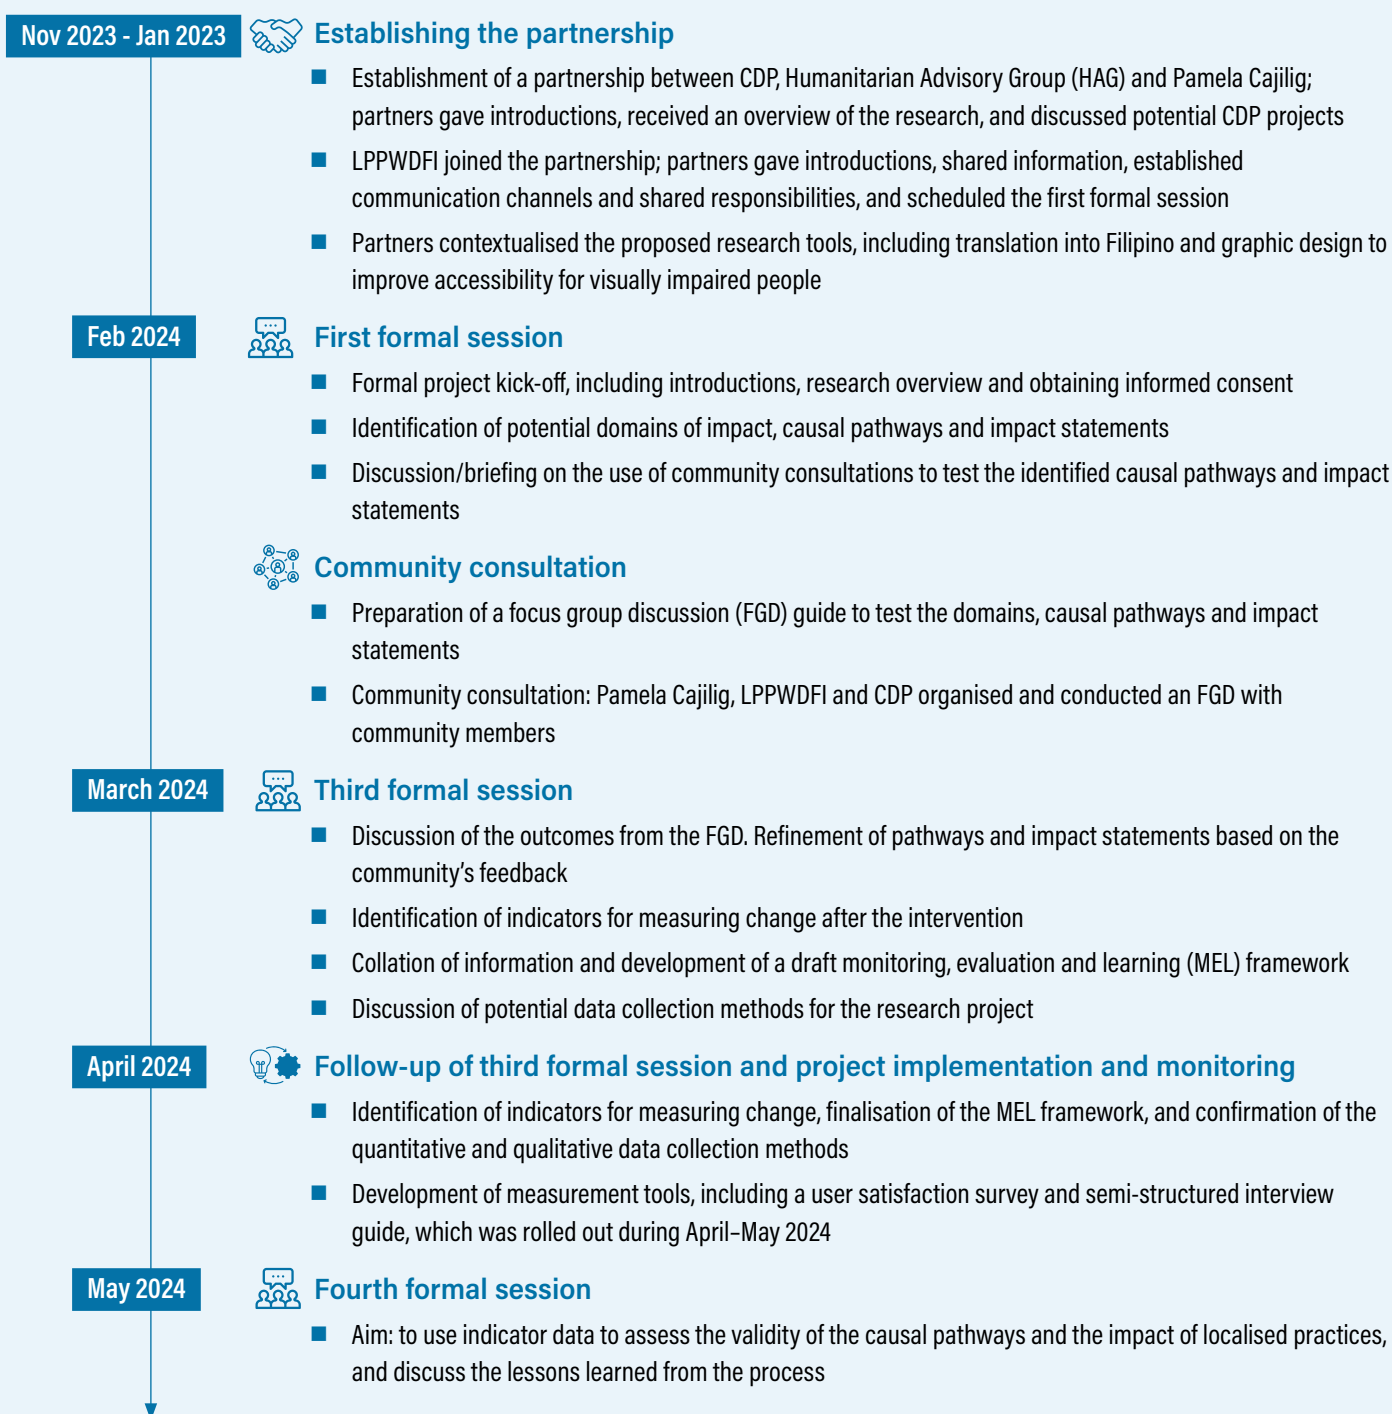 Nov 2023 - Jan 2023
Establishing the partnership
Establishment of a partnership between CDP, Humanitarian Advisory Group (HAG) and Pamela Cajilig;
partners gave introductions, received an overview of the research, and discussed potential CDP projects
LPPWDFI joined the partnership; partners gave introductions, shared information, established
communication channels and shared responsibilities, and scheduled the first formal session
Partners contextualised the proposed research tools, including translation into Filipino and graphic design to
improve accessibility for visually impaired people
Feb 2024
First formal session
Formal project kick-off, including introductions, research overview and obtaining informed consent
Identification of potential domains of impact, causal pathways and impact statements
Discussion/briefing on the use of community consultations to test the identified causal pathways and impact
statements
Community consultation
Preparation of a focus group discussion (FGD) guide to test the domains, causal pathways and impact
statements
Community consultation: Pamela Cajilig, LPPWDFI and CDP organised and conducted an FGD with
community members
March 2024
Third formal session
Discussion of the outcomes from the FGD. Refinement of pathways and impact statements based on the
community's feedback
Identification of indicators for measuring change after the intervention
Collation of information and development of a draft monitoring, evaluation and learning (MEL) framework
Discussion of potential data collection methods for the research project
April 2024
Follow-up of third formal session and project implementation and monitoring
Identification of indicators for measuring change, finalisation of the MEL framework, and confirmation of the
quantitative and qualitative data collection methods
Development of measurement tools, including a user satisfaction survey and semi-structured interview
guide, which was rolled out during April–May 2024
May 2024
Fourth formal session
Aim: to use indicator data to assess the validity of the causal pathways and the impact of localised practices,
and discuss the lessons learned from the process